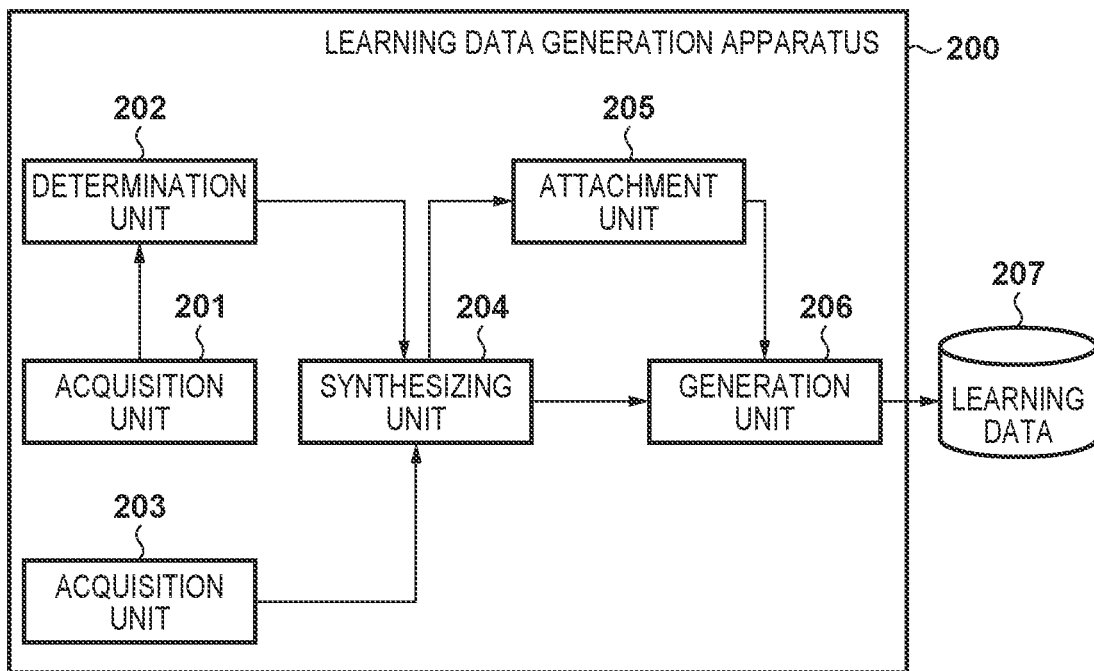 LEARNING DATA GENERATION APPARATUS
200
202
205
DETERMINATION
UNIT
ATTACHMENT
UNIT
201
204
206
207
ACQUISITION
UNIT
SYNTHESIZING
UNIT
GENERATION
UNIT
LEARNING
DATA
203
ACQUISITION
UNIT